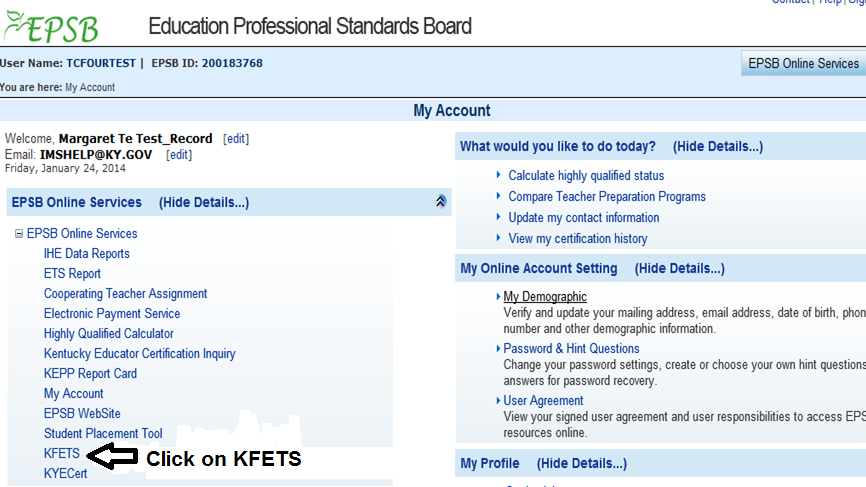 Contact | Help | Sig
EPSB
Education Professional Standards Board
User Name: TCFOURTEST | EPSB ID: 200183768
EPSB Online Services
You are here: My Account
My Account
Welcome, Margaret Te Test_Record [edit]
Email: IMSHELP@KY.GOV [edit]
Friday, January 24, 2014
EPSB Online Services (Hide Details...)
EPSB Online Services
IHE Data Reports
ETS Report
Cooperating Teacher Assignment
Electronic Payment Service
Highly Qualified Calculator
Kentucky Educator Certification Inquiry
KEPP Report Card
My Account
EPSB WebSite
Student Placement Tool
KFETS
Click on KFETS
KYECert
What would you like to do today? (Hide Details...)
Calculate highly qualified status
Compare Teacher Preparation Programs
Update my contact information
View my certification history
My Online Account Setting (Hide Details...)
My Demographic
Verify and update your mailing address, email address, date of birth, phon
number and other demographic information.
Password & Hint Questions
Change your password settings, create or choose your own hint questions
answers for password recovery.
User Agreement
View your signed user agreement and user responsibilities to access EPS
resources online.
My Profile (Hide Details...)